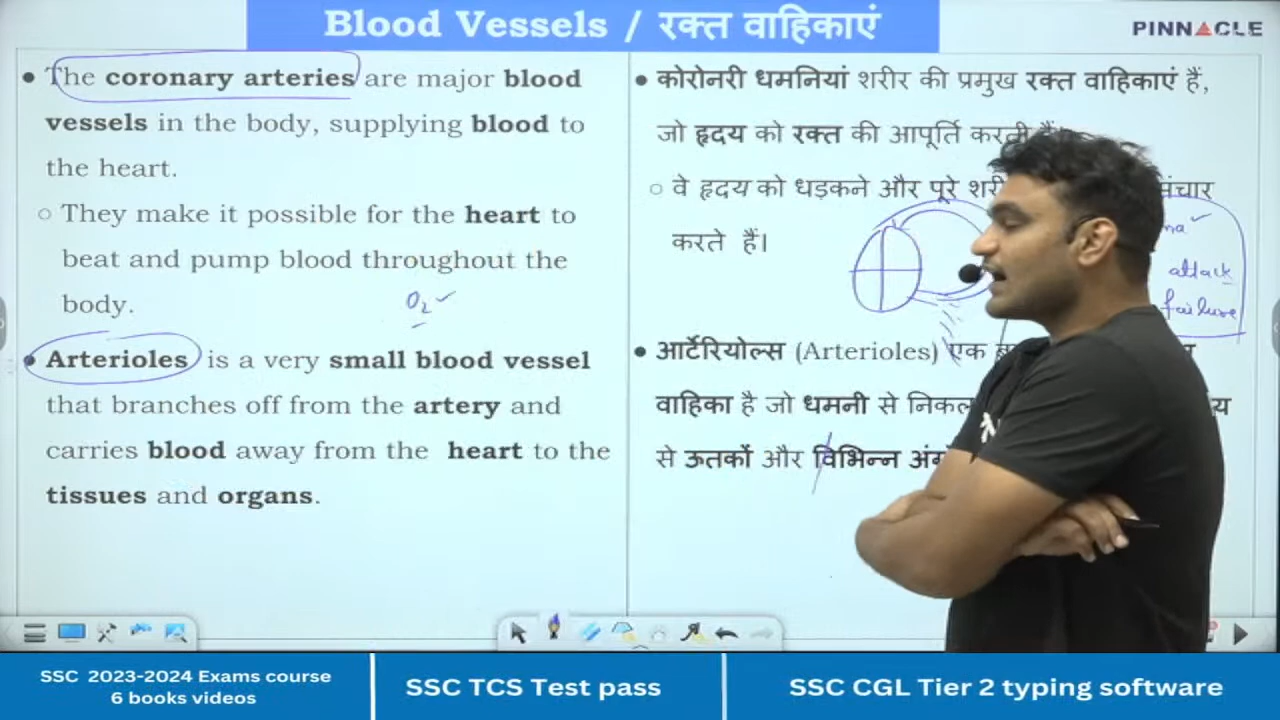 Blood Vessels / रक्त वाहिकाएं
PINNACLE
• The coronary arteries are major blood
vessels in the body, supplying blood to
the heart.
○ They make it possible for the heart to
beat and pump blood throughout the
body.
O₂ ✓
• Arterioles is a very small blood vessel
that branches off from the artery and
carries blood away from the heart to the
tissues and organs.
• कोरोनरी धमनियां शरीर की प्रमुख रक्त वाहिकाएं हैं,
जो हृदय को रक्त की आपूर्ति करती
○ वे हृदय को धड़कने और पूरे संचार
करते हैं।
attack
failure
• आर्टेरियोल्स (Arterioles) एक
वाहिका है जो धमनी से
से ऊतकों और विभिन्न
SSC 2023-2024 Exams course
6 books videos
SSC TCS Test pass
SSC CGL Tier 2 typing software